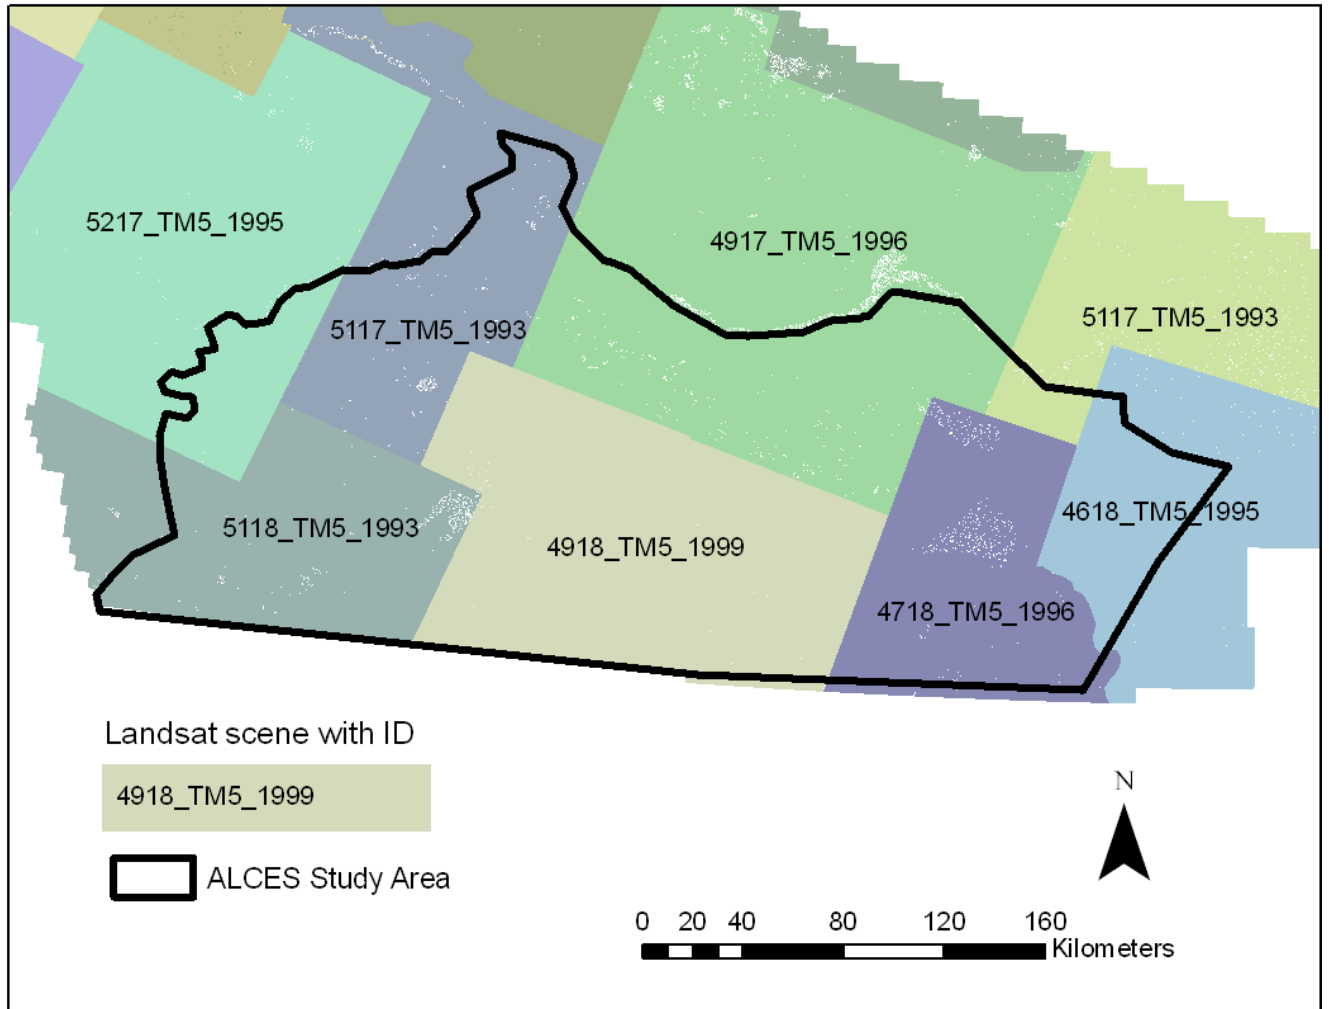 5217_TM5_1995
4917_TM5_1996
5117_TM5_1993
5117_TM5_1993
4618_TM5_1995
5118_TM5_1993
4918_TM5_1999
4718_TM5_1996
Landsat scene with ID
4918_TM5_1999
ALCES Study Area
N
0 20 40 80 120 160
Kilometers